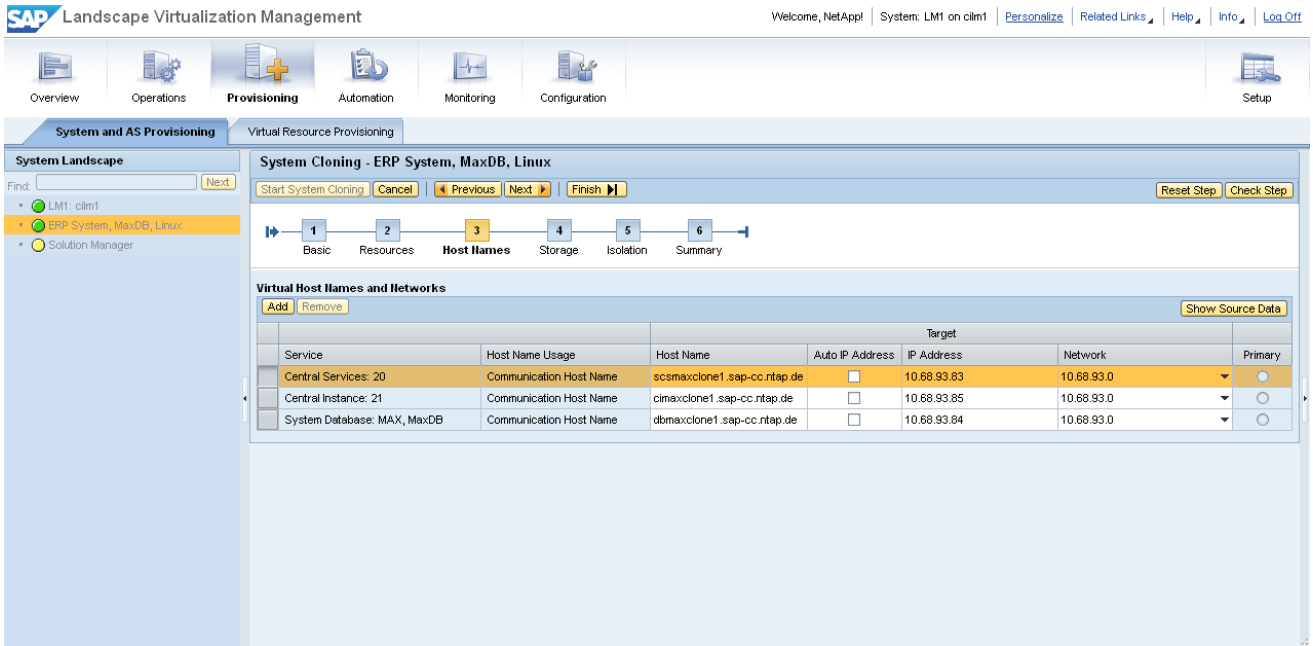 SAP Landscape Virtualization Management
Welcome, NetApp! System: LM1 on cilm1 Personalize Related Links Help Info Log Off
Overview Operations Provisioning Automation Monitoring Configuration Setup
System and AS Provisioning Virtual Resource Provisioning
System Landscape
Find: Next
LM1: cilm1
ERP System, MaxDB, Linux
Solution Manager
System Cloning - ERP System, MaxDB, Linux
Start System Cloning Cancel Previous Next Finish Reset Step Check Step
1 2 3 4 5 6
Basic Resources Host Names Storage Isolation Summary
Virtual Host Names and Networks
Add Remove Show Source Data
Target
Service Host Name Usage Host Name Auto IP Address IP Address Network Primary
Central Services: 20 Communication Host Name scsmaxclone1.sap-cc.ntap.de 10.68.93.83 10.68.93.0
Central Instance: 21 Communication Host Name cimaxclone1.sap-cc.ntap.de 10.68.93.85 10.68.93.0
System Database: MAX, MaxDB Communication Host Name dbmaxclone1.sap-cc.ntap.de 10.68.93.84 10.68.93.0